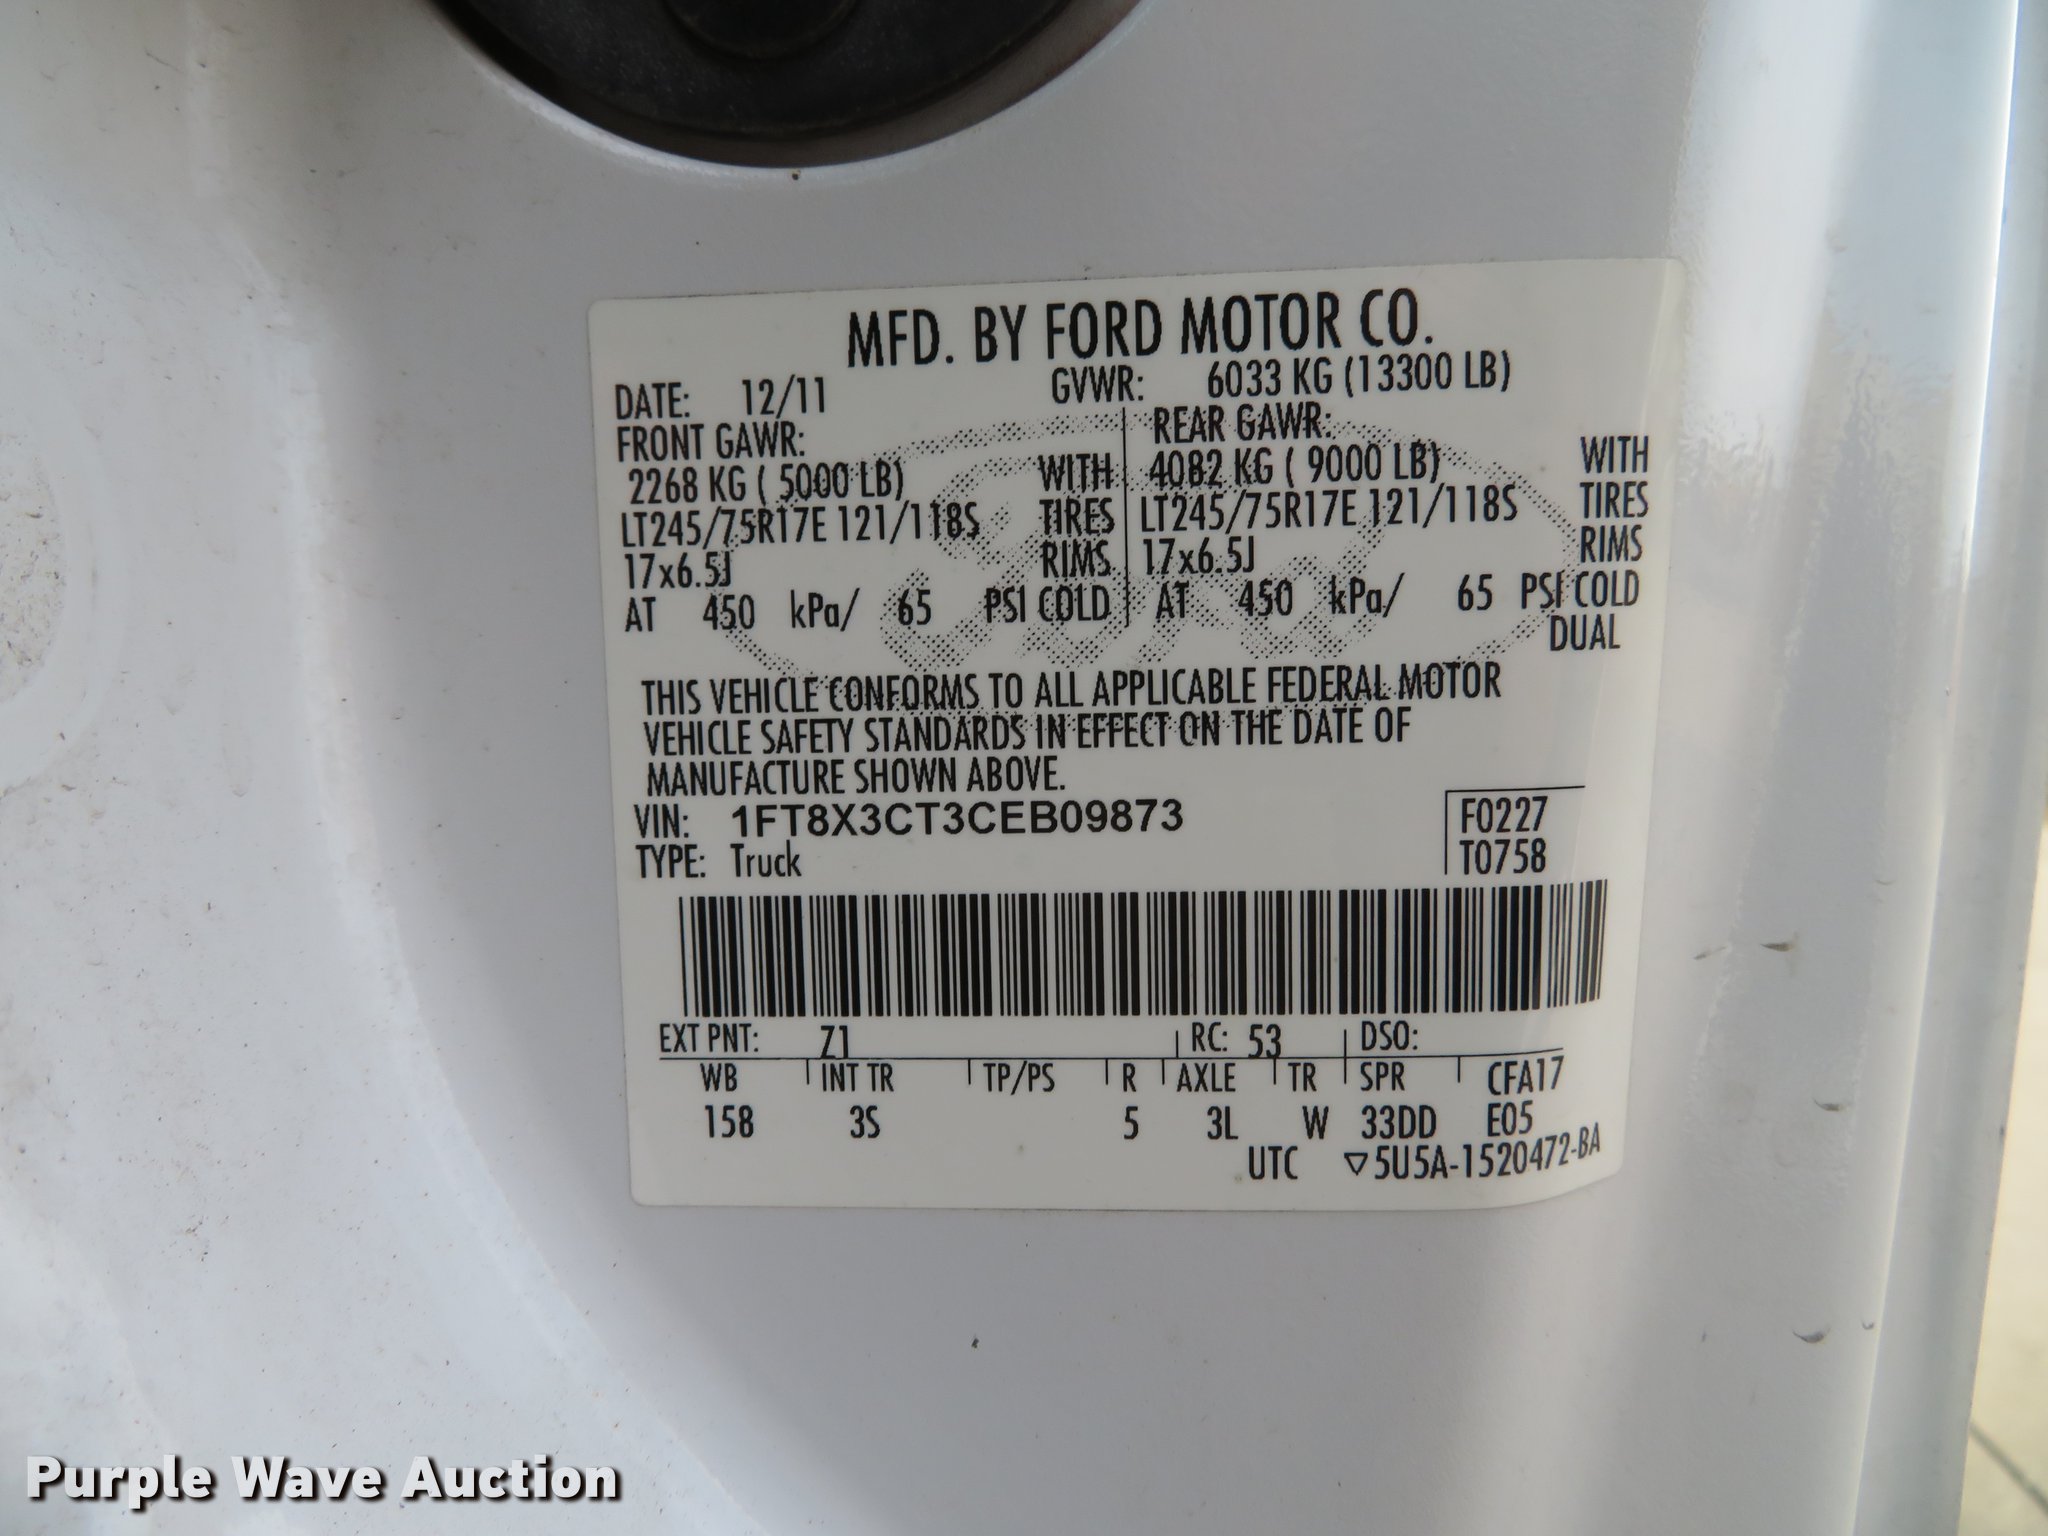 MFD. BY FORD MOTOR CO.
DATE: 12/11 GVWR: 6033 KG (13300 LB)
FRONT GAWR: REAR GAWR:
2268 KG ( 5000 LB) WITH 4082 KG ( 9000 LB) WITH
LT245/75R17E 121/118S TIRES LT245/75R17E 121/118S TIRES
17x6.5J RIMS 17x6.5J RIMS
AT 450 kPa/ 65 PSI COLD AT 450 kPa/ 65 PSI COLD
DUAL
THIS VEHICLE CONFORMS TO ALL APPLICABLE FEDERAL MOTOR
VEHICLE SAFETY STANDARDS IN EFFECT ON THE DATE OF
MANUFACTURE SHOWN ABOVE.
VIN: 1FT8X3CT3CEB09873 F0227
TYPE: Truck T0758
EXT PNT: Z1 RC: 53 DSO:
WB INT TR TP/PS R AXLE TR SPR CFA17
158 3S 5 3L W 33DD E05
UTC ▽5U5A-1520472-BA
Purple Wave Auction